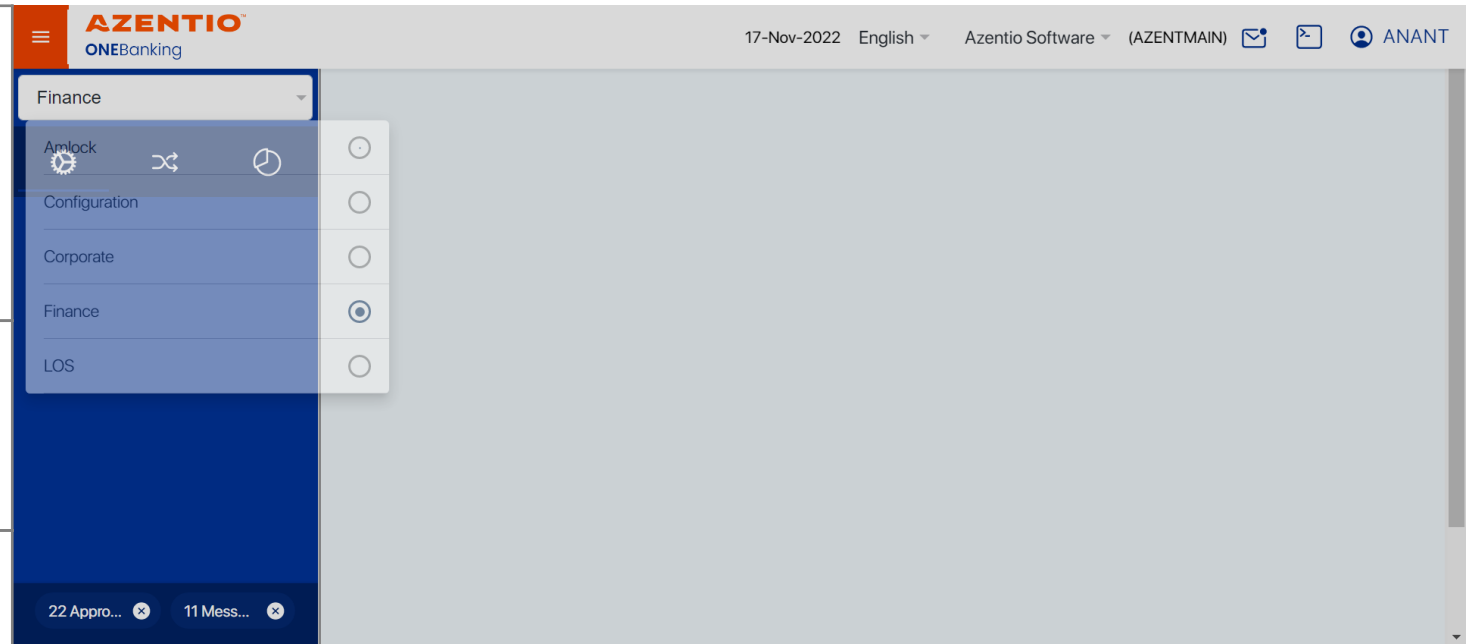 AZENTIO™
ONEBanking
17-Nov-2022 English Azentio Software (AZENTMAIN) ANANT
Finance
Amlock
Configuration
Corporate
Finance
LOS
22 Appro... 11 Mess...